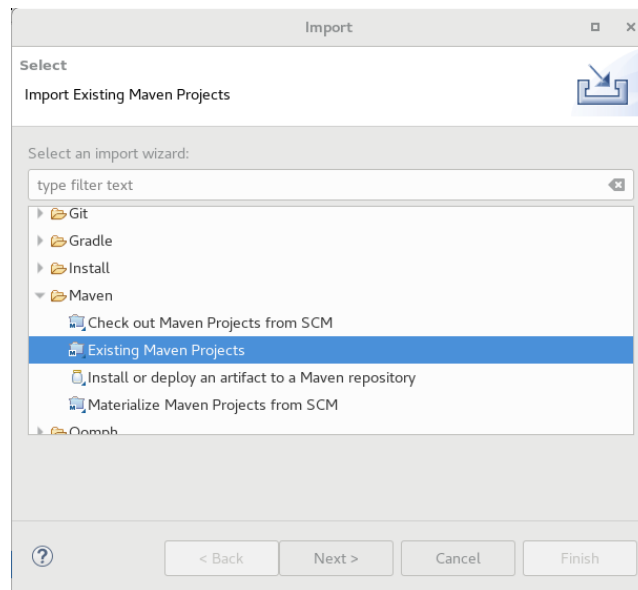 Import
Select
Import Existing Maven Projects
Select an import wizard:
type filter text
Git
Gradle
Install
Maven
Check out Maven Projects from SCM
Existing Maven Projects
Install or deploy an artifact to a Maven repository
Materialize Maven Projects from SCM
Oomph
< Back Next > Cancel Finish